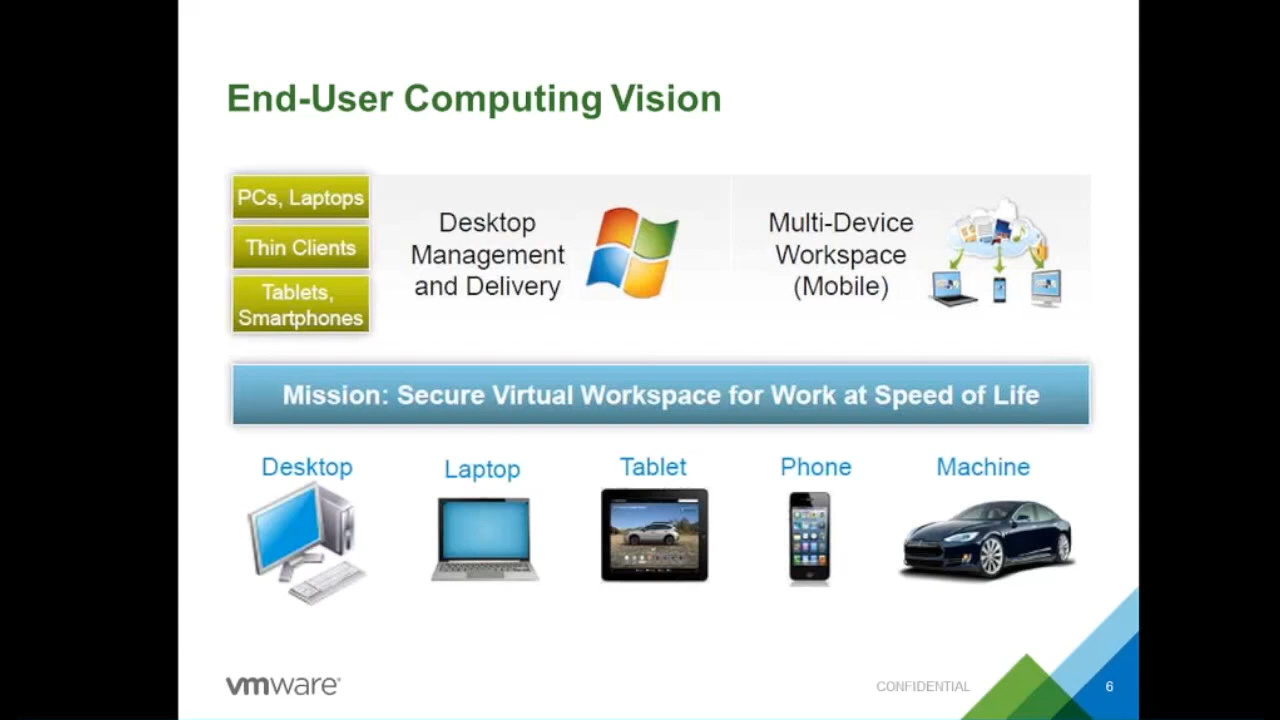 End-User Computing Vision
PCs, Laptops
Thin Clients
Tablets,
Smartphones
Desktop
Management
and Delivery
Multi-Device
Workspace
(Mobile)
Mission: Secure Virtual Workspace for Work at Speed of Life
Desktop
Laptop
Tablet
Phone
Machine
vmware
CONFIDENTIAL
6